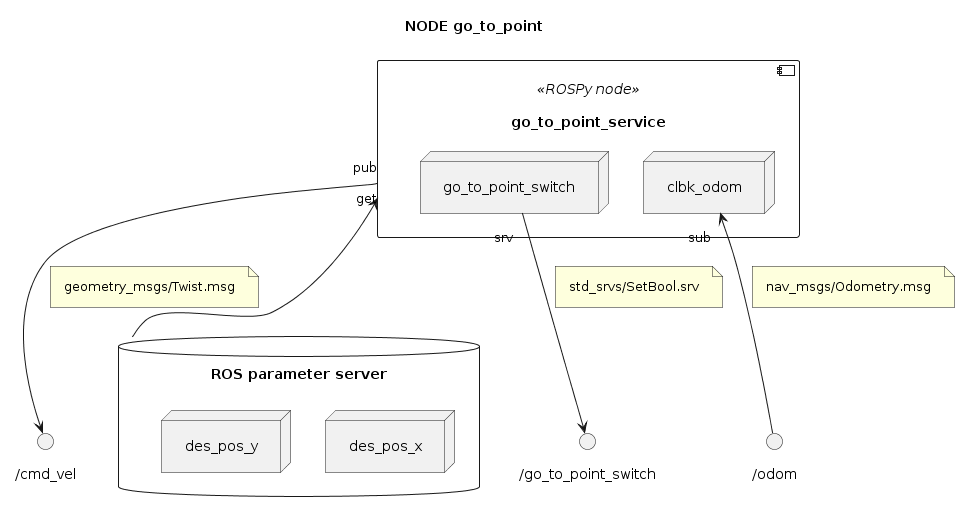 NODE go_to_point
«ROSPy node»
go_to_point_service
go_to_point_switch
clbk_odom
pub
get
srv
sub
geometry_msgs/Twist.msg
std_srvs/SetBool.srv
nav_msgs/Odometry.msg
ROS parameter server
des_pos_y
des_pos_x
/cmd_vel
/go_to_point_switch
/odom